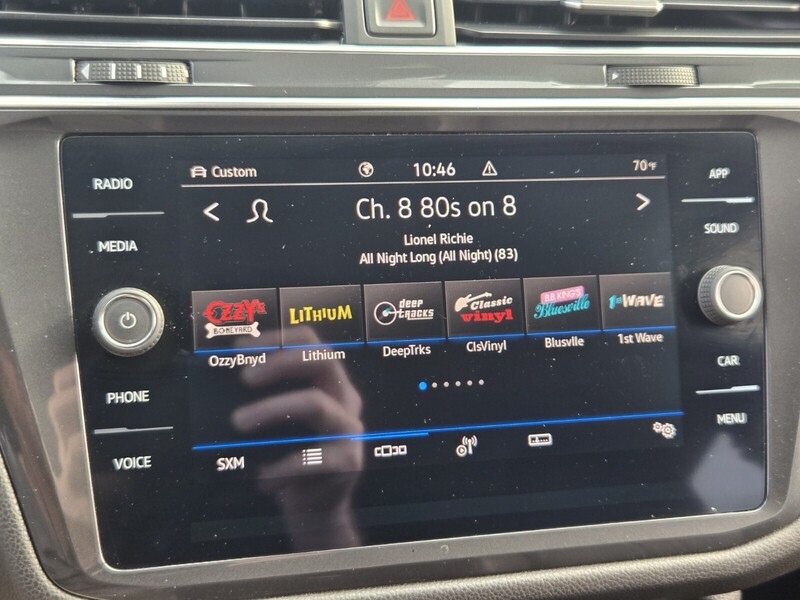 RADIO
MEDIA
PHONE
VOICE
Custom
10:46
70°F
Ch. 8 80s on 8
Lionel Richie
All Night Long (All Night) (83)
OZZY's
BONEYARD
LITHIUM
deep
tracks
Classic
vinyl
B.B. KING'S
Bluesville
1st WAVE
OzzyBnyd
Lithium
DeepTrks
ClsVinyl
Blusvlle
1st Wave
SXM
APP
SOUND
CAR
MENU